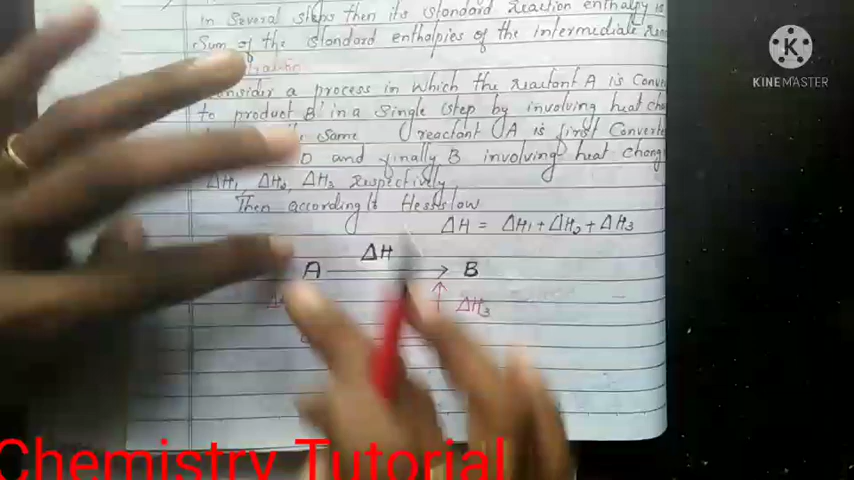 in Several steps then its standard reaction enthalpy is
Sum of the standard enthalpies of the intermediate
Consider a process in which the reactant A is
to product B in a single step by involving heat
same reactant A is first
D and finally B involving heat
ΔH1, ΔH2, ΔH3 respectively
Then according to Hess's low
ΔH = ΔH1 + ΔH2 + ΔH3
ΔH
A → B
ΔH3
K
KINEMASTER
Chemistry Tutorial